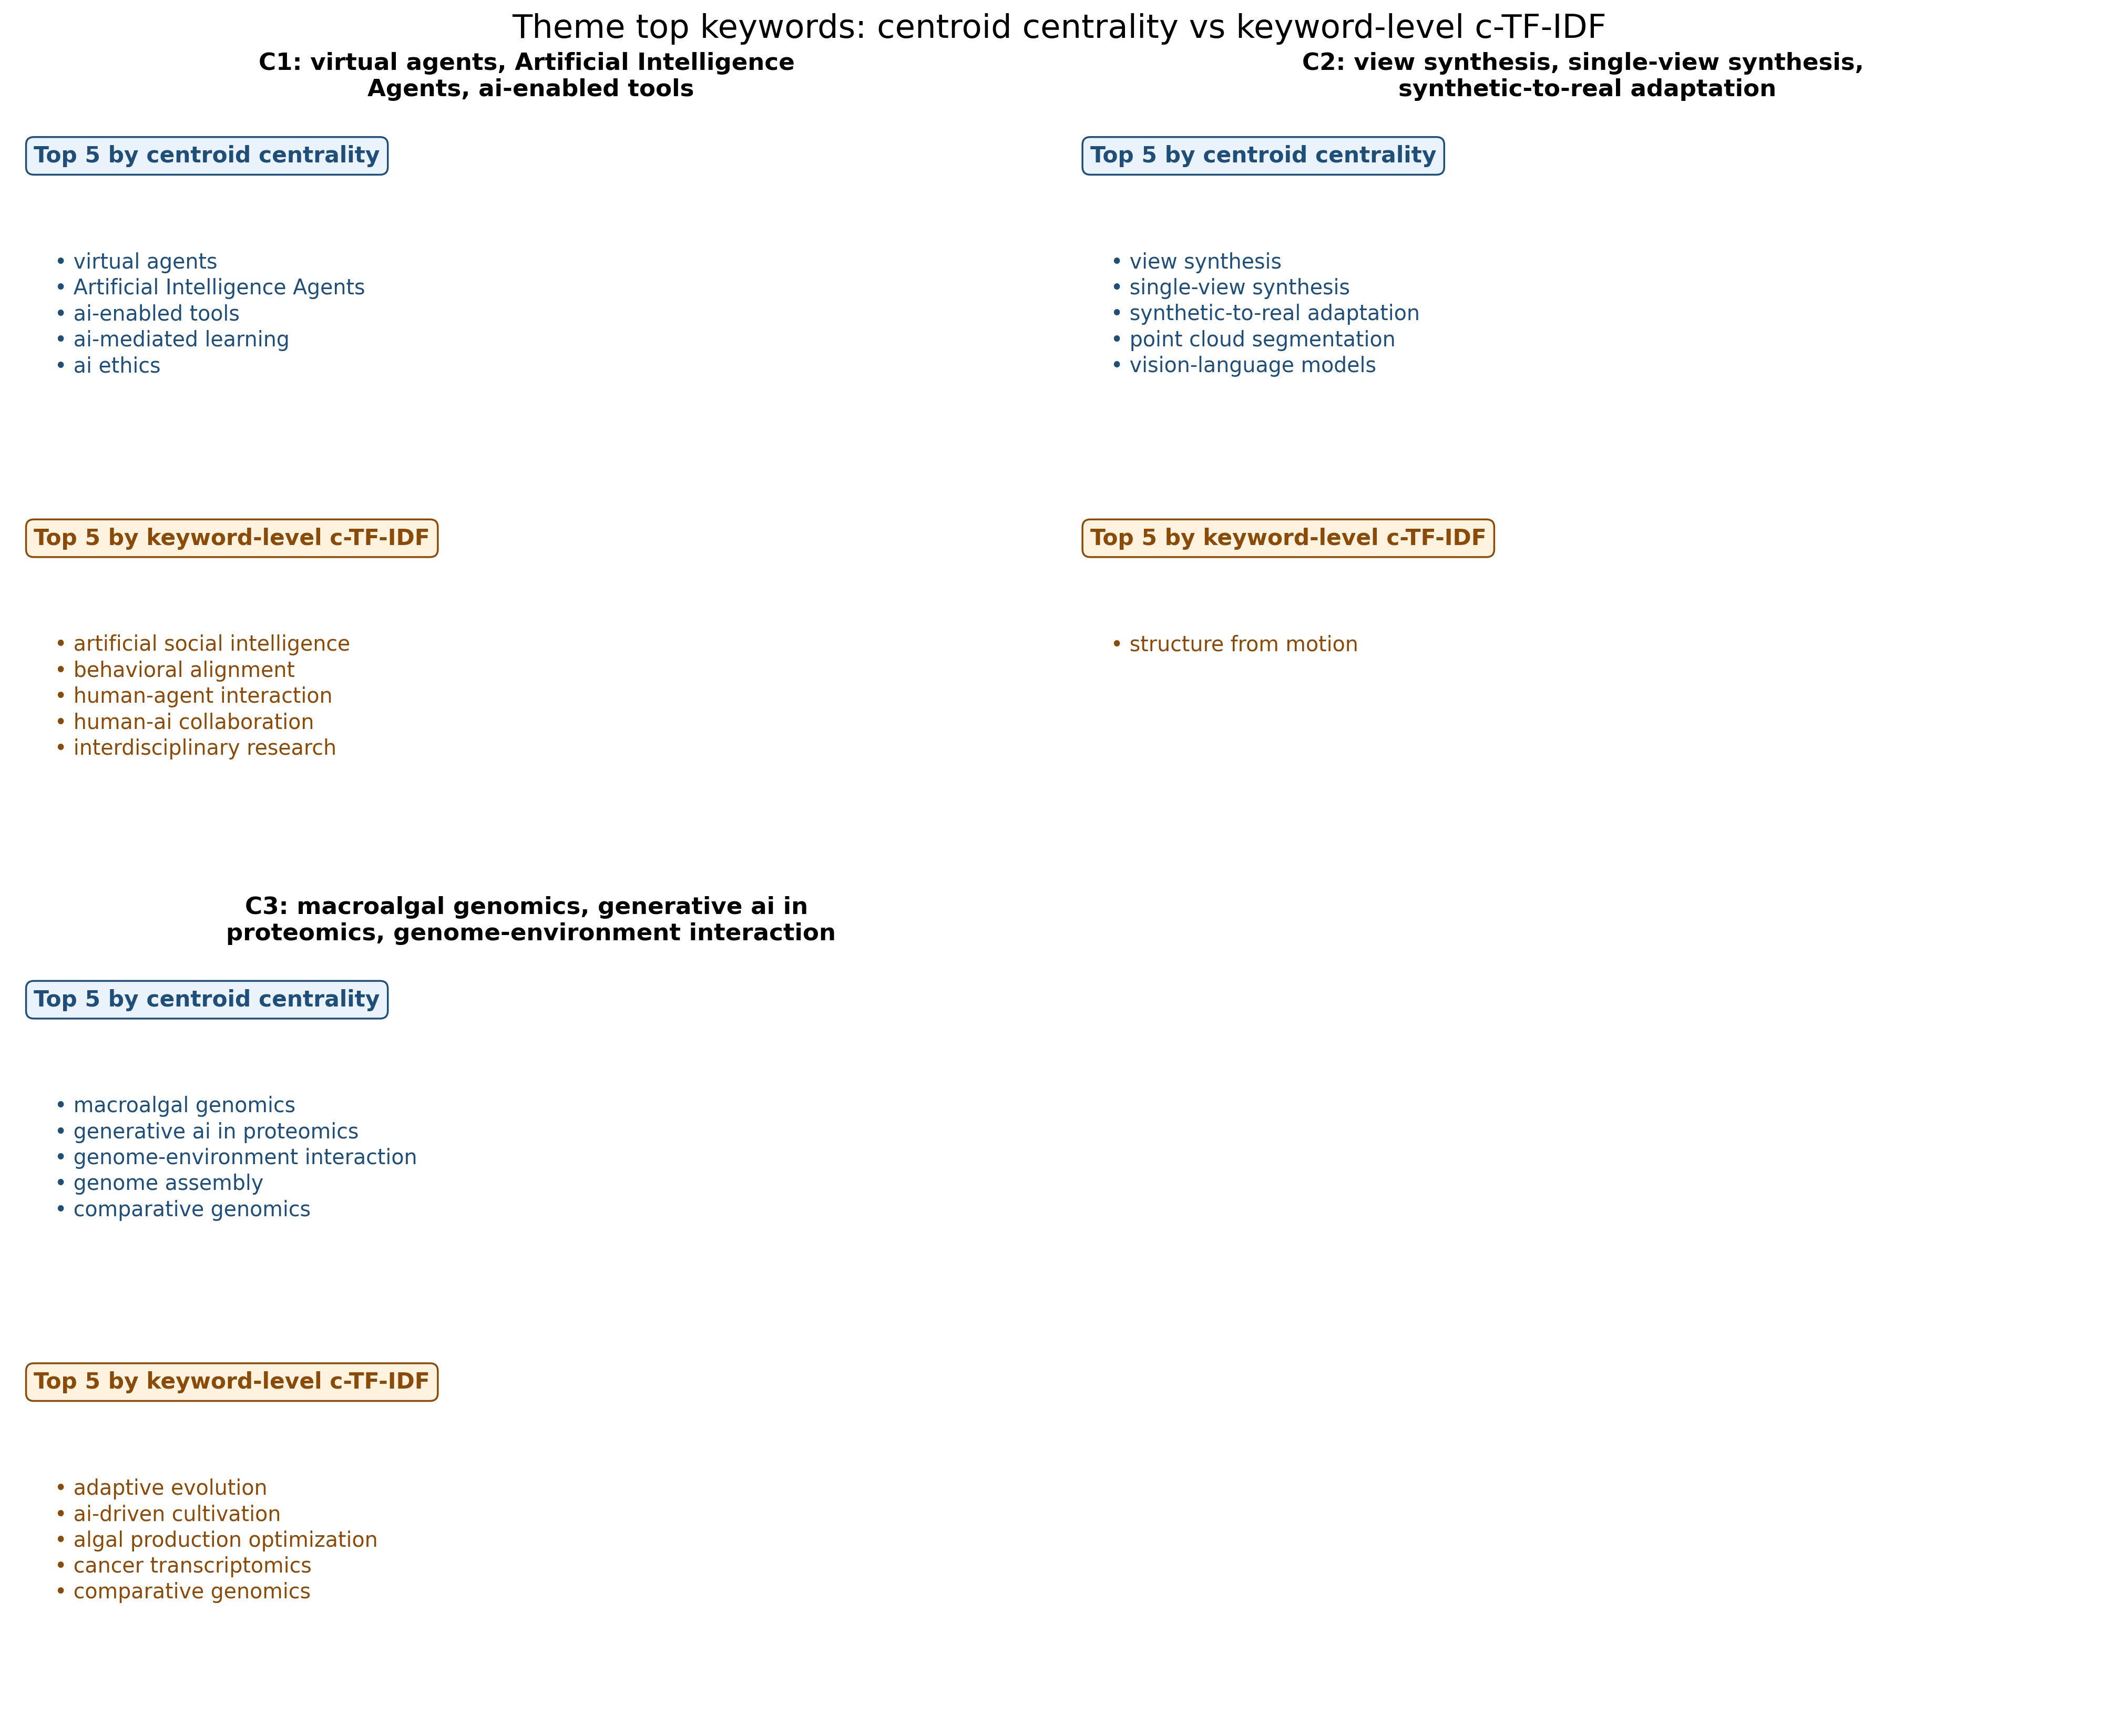 Theme top keywords: centroid centrality vs keyword-level c-TF-IDF
C1: virtual agents, Artificial Intelligence
Agents, ai-enabled tools
Top 5 by centroid centrality
• virtual agents
• Artificial Intelligence Agents
• ai-enabled tools
• ai-mediated learning
• ai ethics
Top 5 by keyword-level c-TF-IDF
• artificial social intelligence
• behavioral alignment
• human-agent interaction
• human-ai collaboration
• interdisciplinary research
C2: view synthesis, single-view synthesis,
synthetic-to-real adaptation
Top 5 by centroid centrality
• view synthesis
• single-view synthesis
• synthetic-to-real adaptation
• point cloud segmentation
• vision-language models
Top 5 by keyword-level c-TF-IDF
• structure from motion
C3: macroalgal genomics, generative ai in
proteomics, genome-environment interaction
Top 5 by centroid centrality
• macroalgal genomics
• generative ai in proteomics
• genome-environment interaction
• genome assembly
• comparative genomics
Top 5 by keyword-level c-TF-IDF
• adaptive evolution
• ai-driven cultivation
• algal production optimization
• cancer transcriptomics
• comparative genomics